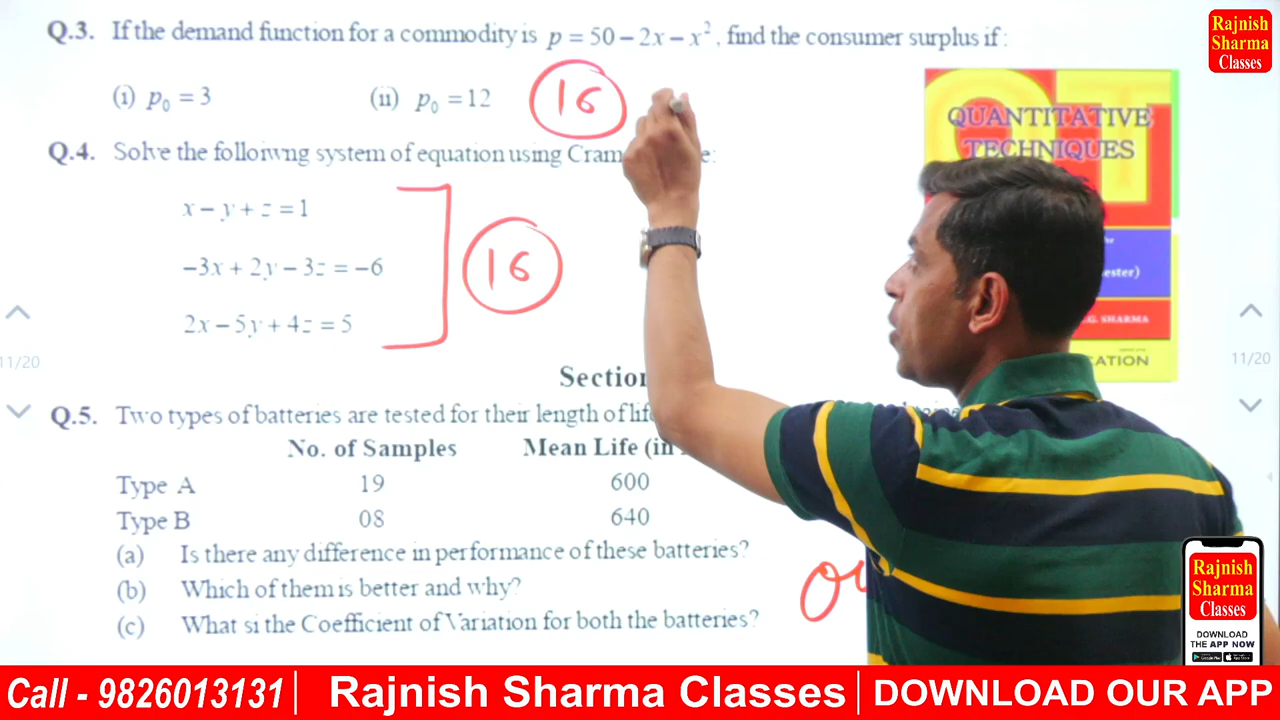 Q.3. If the demand function for a commodity is p = 50 − 2x − x², find the consumer surplus if :
(i) p₀ = 3 (ii) p₀ = 12 16
Q.4. Solve the folloiwng system of equation using Cram
x − y + z = 1
−3x + 2y − 3z = −6
2x − 5y + 4z = 5
16
Section
Q.5. Two types of batteries are tested for their length of life
No. of Samples Mean Life (in
Type A 19 600
Type B 08 640
(a) Is there any difference in performance of these batteries?
(b) Which of them is better and why?
(c) What si the Coefficient of Variation for both the batteries?
11/20
11/20
Rajnish
Sharma
Classes
QUANTITATIVE
TECHNIQUES
ester)
.G. SHARMA
CATION
Rajnish
Sharma
Classes
DOWNLOAD
THE APP NOW
Call - 9826013131 Rajnish Sharma Classes DOWNLOAD OUR APP